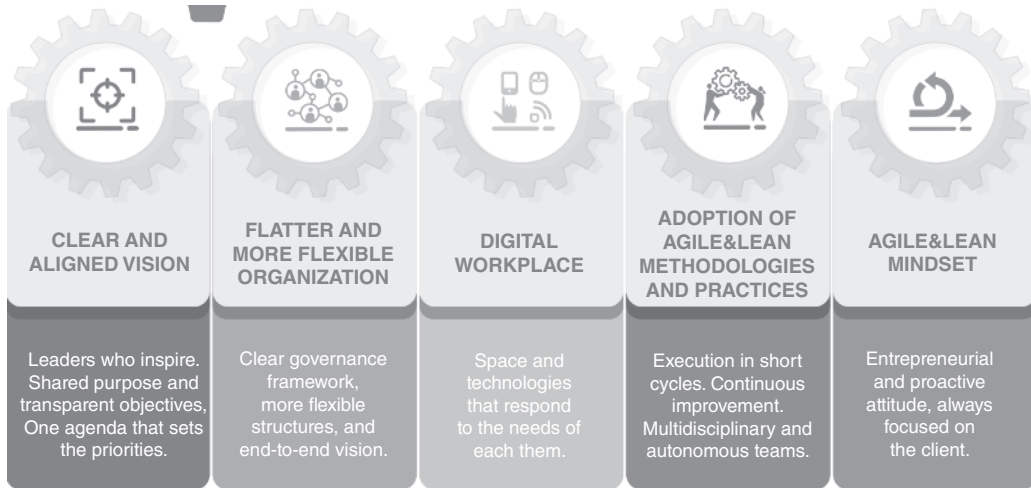 CLEAR AND
ALIGNED VISION
Leaders who inspire.
Shared purpose and
transparent objectives,
One agenda that sets
the priorities.
FLATTER AND
MORE FLEXIBLE
ORGANIZATION
Clear governance
framework,
more flexible
structures, and
end-to-end vision.
DIGITAL
WORKPLACE
Space and
technologies
that respond
to the needs of
each them.
ADOPTION OF
AGILE&LEAN
METHODOLOGIES
AND PRACTICES
Execution in short
cycles. Continuous
improvement.
Multidisciplinary and
autonomous teams.
AGILE&LEAN
MINDSET
Entrepreneurial
and proactive
attitude, always
focused on
the client.